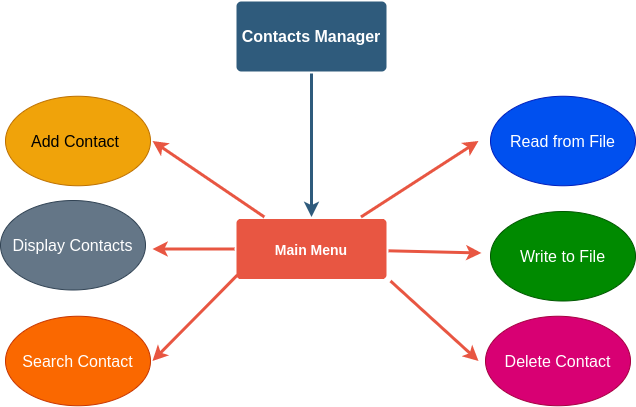 Contacts Manager
Add Contact
Read from File
Display Contacts
Main Menu
Write to File
Search Contact
Delete Contact